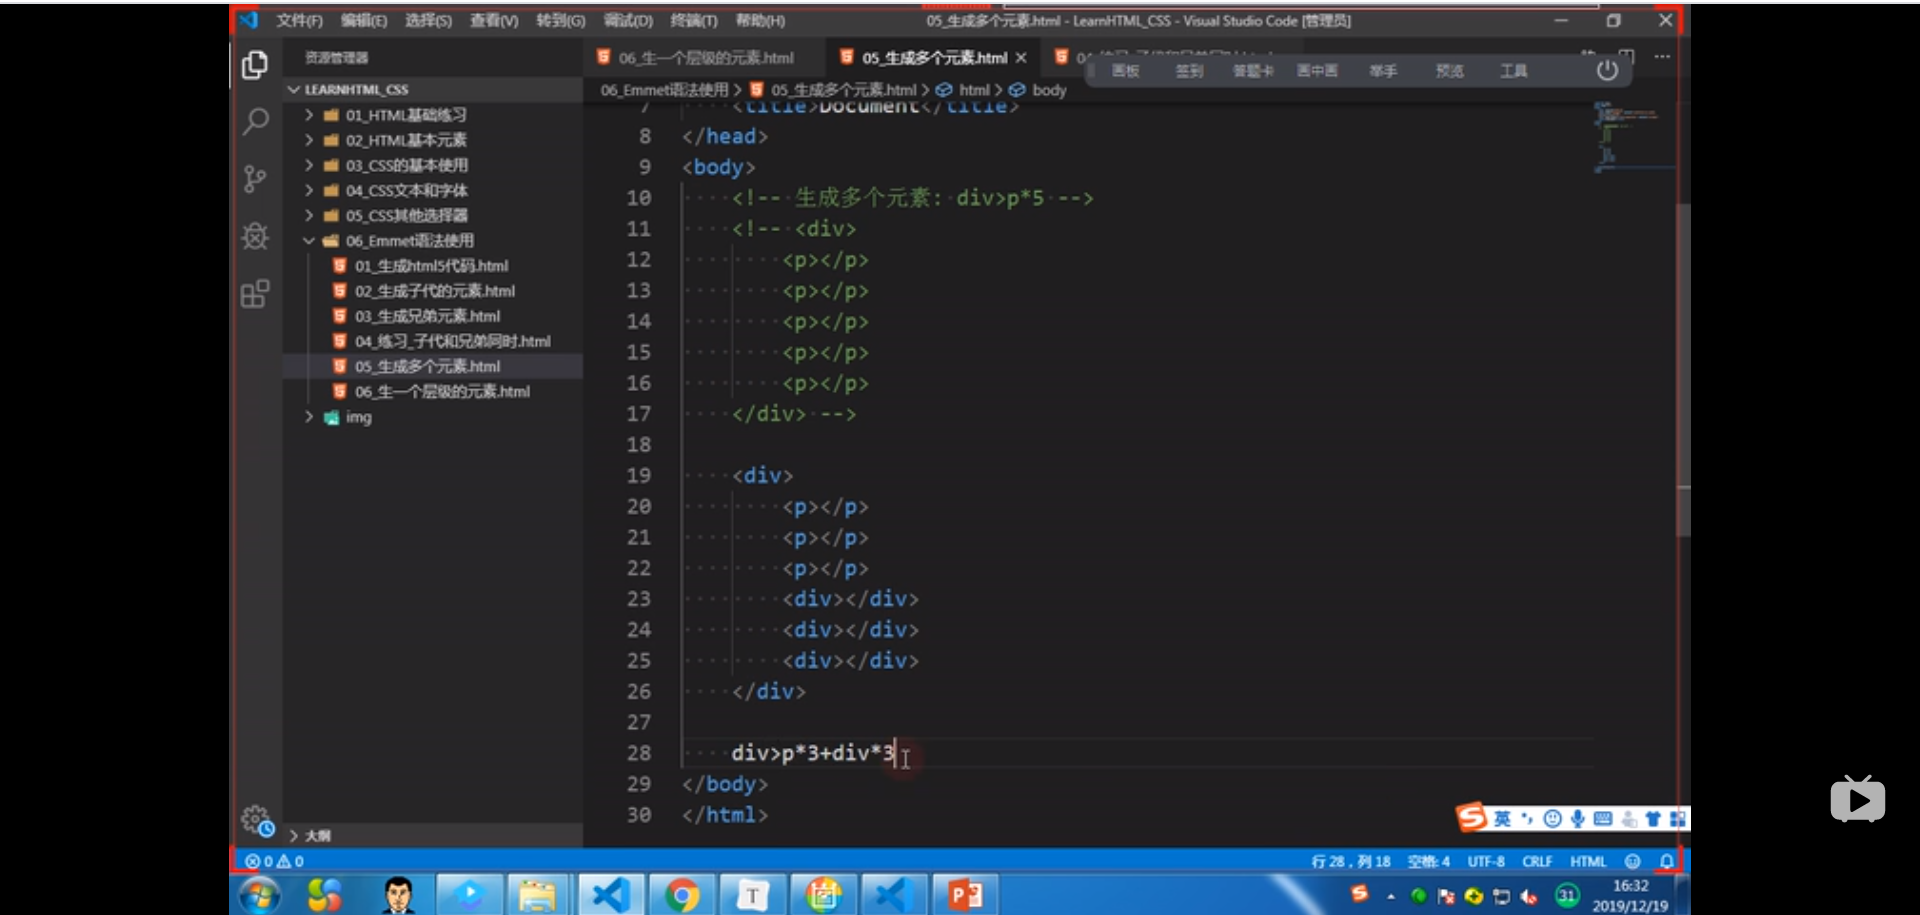 文件(F) 编辑(E) 选择(S) 查看(V) 转到(G) 调试(D) 终端(T) 帮助(H) 05_生成多个元素.html - LearnHTML_CSS - Visual Studio Code [管理员]
资源管理器
06_生一个层级的元素.html
05_生成多个元素.html
画板 签到 答题卡 画中画 举手 预览 工具
LEARNHTML_CSS
01_HTML基础练习
02_HTML基本元素
03_CSS的基本使用
04_CSS文本和字体
05_CSS其他选择器
06_Emmet语法使用
01_生成html5代码.html
02_生成子代的元素.html
03_生成兄弟元素.html
04_练习_子代和兄弟同时.html
05_生成多个元素.html
06_生一个层级的元素.html
img
大纲
06_Emmet语法使用 > 05_生成多个元素.html > html > body
7 <title>Document</title>
8 </head>
9 <body>
10 <!-- 生成多个元素: div>p*5 -->
11 <!-- <div>
12 <p></p>
13 <p></p>
14 <p></p>
15 <p></p>
16 <p></p>
17 </div> -->
18
19 <div>
20 <p></p>
21 <p></p>
22 <p></p>
23 <div></div>
24 <div></div>
25 <div></div>
26 </div>
27
28 div>p*3+div*3
29 </body>
30 </html>
英
0 0 行 28，列 18 空格: 4 UTF-8 CRLF HTML
31
16:32
2019/12/19